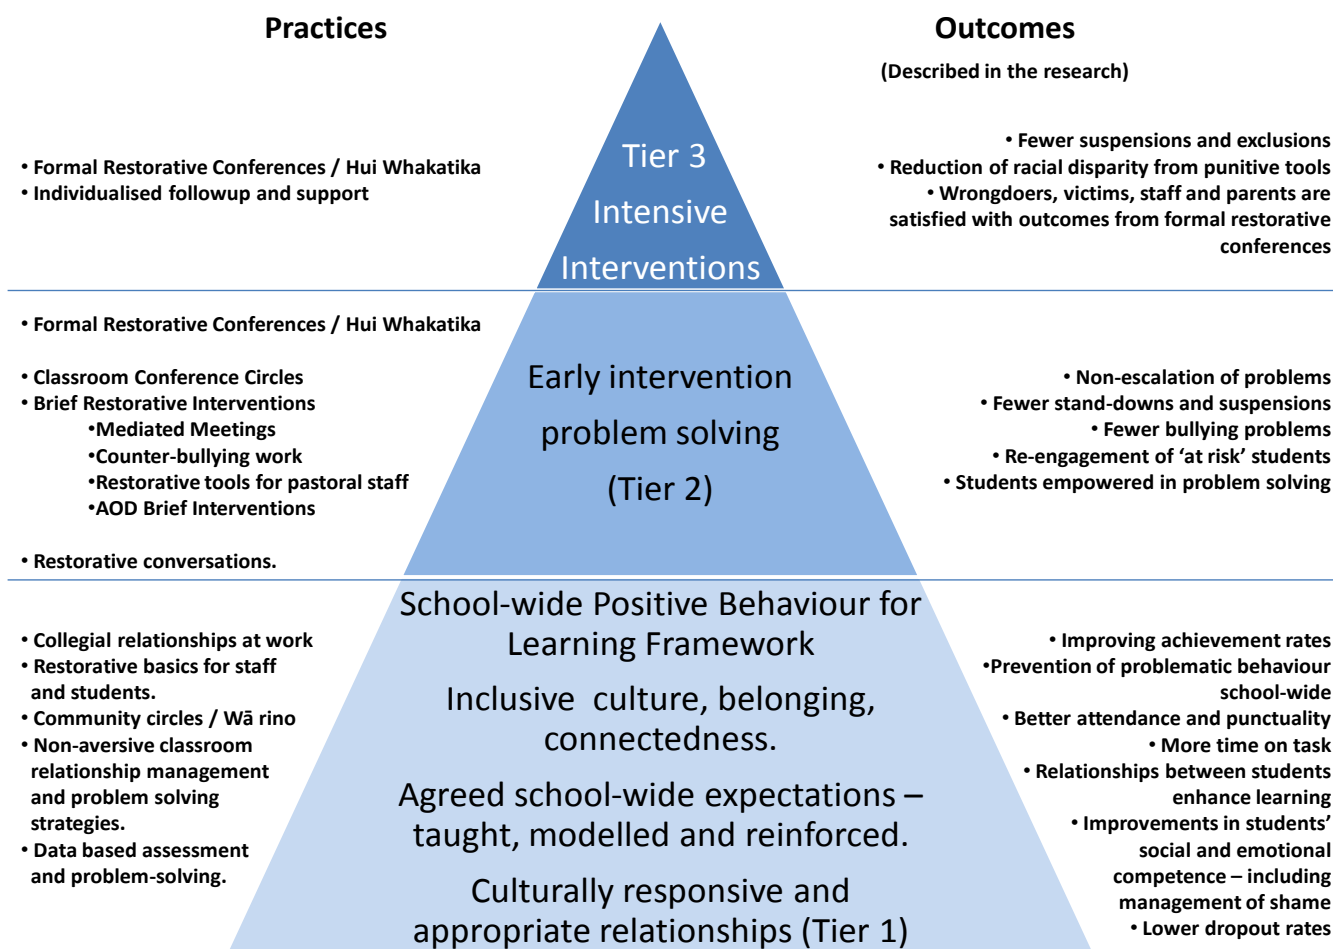 Practices
Outcomes
(Described in the research)
• Formal Restorative Conferences / Hui Whakatika
• Individualised followup and support
Tier 3
Intensive
Interventions
• Fewer suspensions and exclusions
• Reduction of racial disparity from punitive tools
• Wrongdoers, victims, staff and parents are
satisfied with outcomes from formal restorative
conferences
• Formal Restorative Conferences / Hui Whakatika
• Classroom Conference Circles
• Brief Restorative Interventions
•Mediated Meetings
•Counter-bullying work
•Restorative tools for pastoral staff
•AOD Brief Interventions
• Restorative conversations.
Early intervention
problem solving
(Tier 2)
• Non-escalation of problems
• Fewer stand-downs and suspensions
• Fewer bullying problems
• Re-engagement of ‘at risk’ students
• Students empowered in problem solving
• Collegial relationships at work
• Restorative basics for staff
and students.
• Community circles / Wā rino
• Non-aversive classroom
relationship management
and problem solving
strategies.
• Data based assessment
and problem-solving.
School-wide Positive Behaviour for
Learning Framework
Inclusive culture, belonging,
connectedness.
Agreed school-wide expectations –
taught, modelled and reinforced.
Culturally responsive and
appropriate relationships (Tier 1)
• Improving achievement rates
•Prevention of problematic behaviour
school-wide
• Better attendance and punctuality
• More time on task
• Relationships between students
enhance learning
• Improvements in students’
social and emotional
competence – including
management of shame
• Lower dropout rates